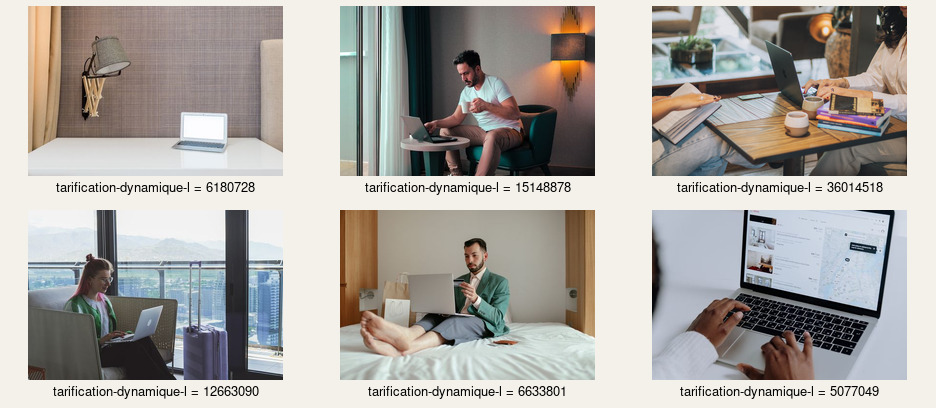 tarification-dynamique-l = 6180728
tarification-dynamique-l = 15148878
tarification-dynamique-l = 36014518
tarification-dynamique-l = 12663090
tarification-dynamique-l = 6633801
tarification-dynamique-l = 5077049